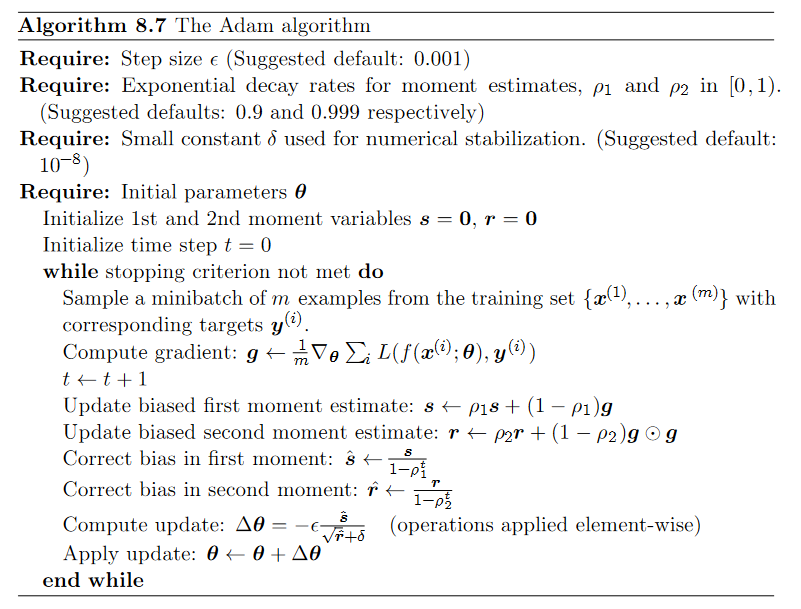 Algorithm 8.7 The Adam algorithm
Require: Step size ϵ (Suggested default: 0.001)
Require: Exponential decay rates for moment estimates, ρ₁ and ρ₂ in [0, 1).
(Suggested defaults: 0.9 and 0.999 respectively)
Require: Small constant δ used for numerical stabilization. (Suggested default:
10⁻⁸)
Require: Initial parameters θ
Initialize 1st and 2nd moment variables s = 0, r = 0
Initialize time step t = 0
while stopping criterion not met do
Sample a minibatch of m examples from the training set {x⁽¹⁾, . . . , x⁽ᵐ⁾} with
corresponding targets y⁽ⁱ⁾.
Compute gradient: g ← 1/m ∇_θ ∑ᵢ L(f(x⁽ⁱ⁾; θ), y⁽ⁱ⁾)
t ← t + 1
Update biased first moment estimate: s ← ρ₁s + (1 − ρ₁)g
Update biased second moment estimate: r ← ρ₂r + (1 − ρ₂)g ⊙ g
Correct bias in first moment: ŝ ← s/(1−ρ₁ᵗ)
Correct bias in second moment: r̂ ← r/(1−ρ₂ᵗ)
Compute update: Δθ = −ϵ ŝ/(√r̂+δ) (operations applied element-wise)
Apply update: θ ← θ + Δθ
end while